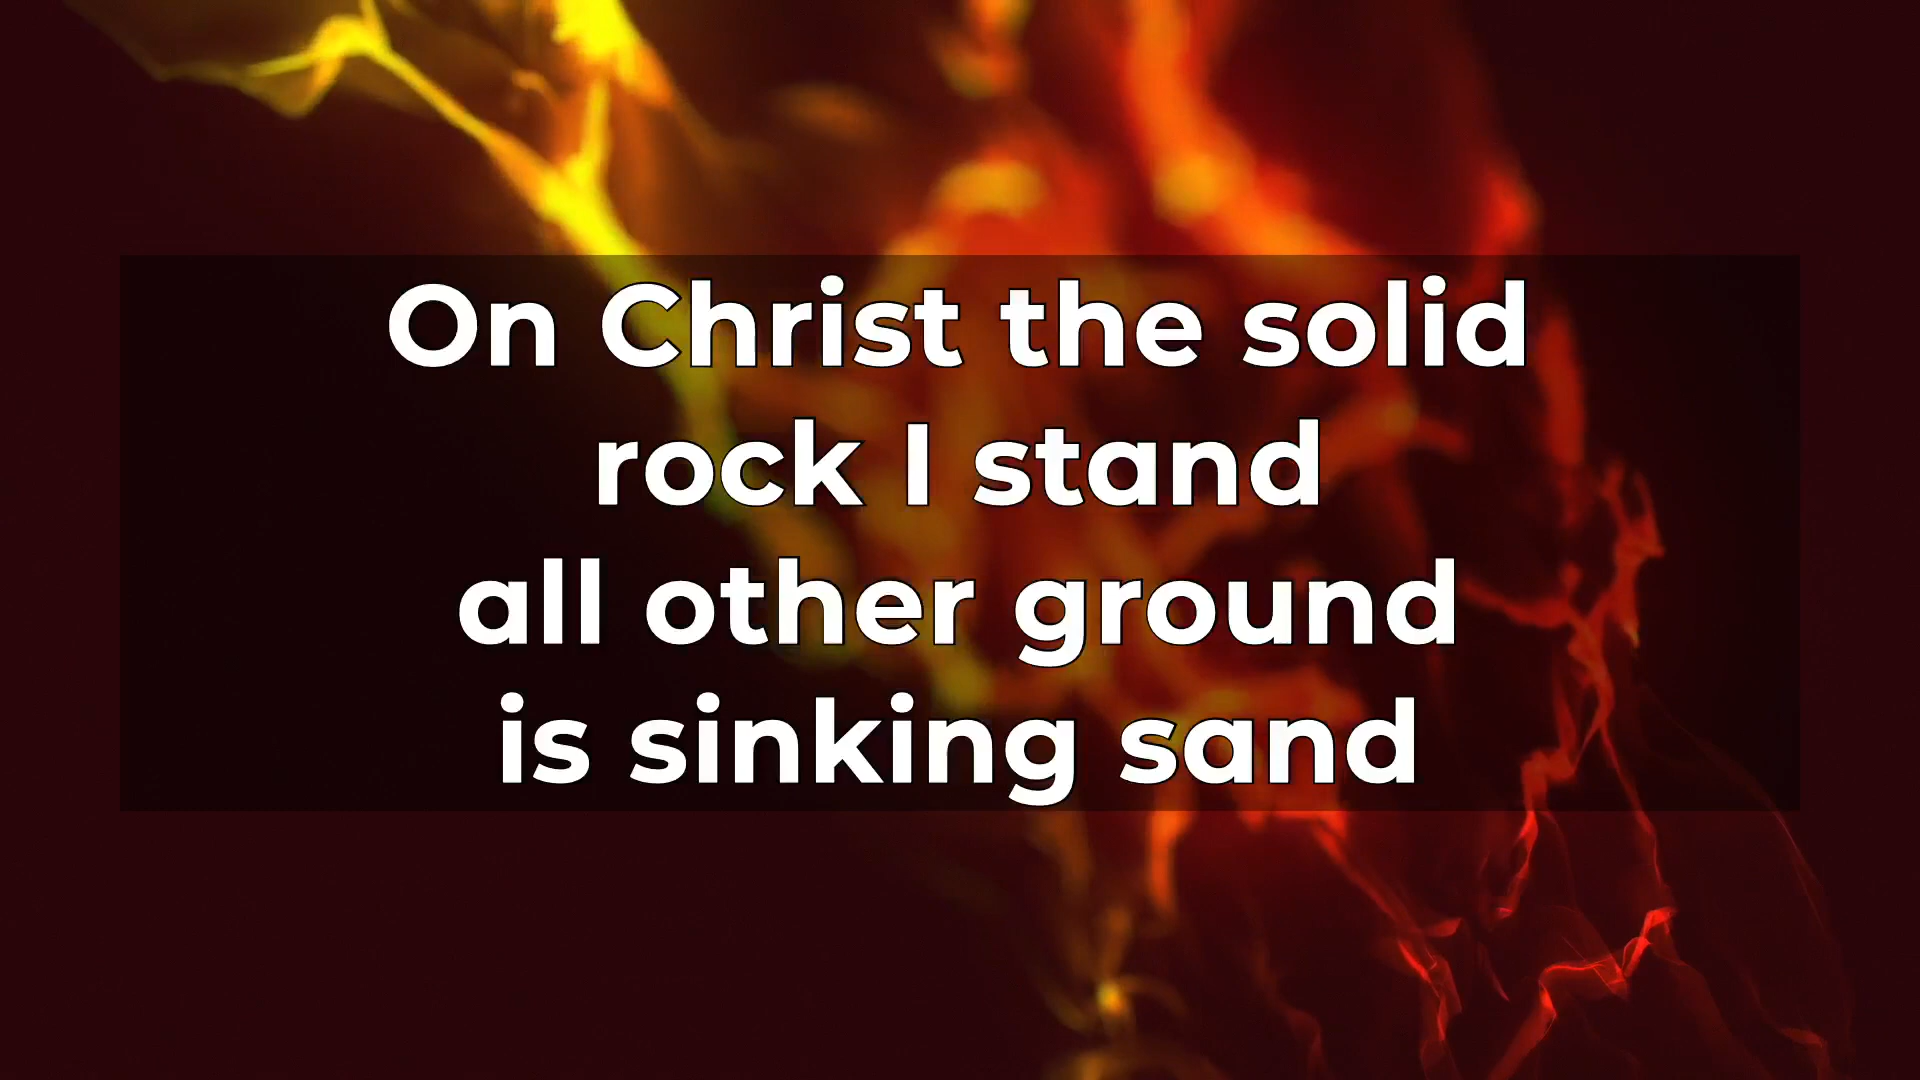 On Christ the solid
rock I stand
all other ground
is sinking sand